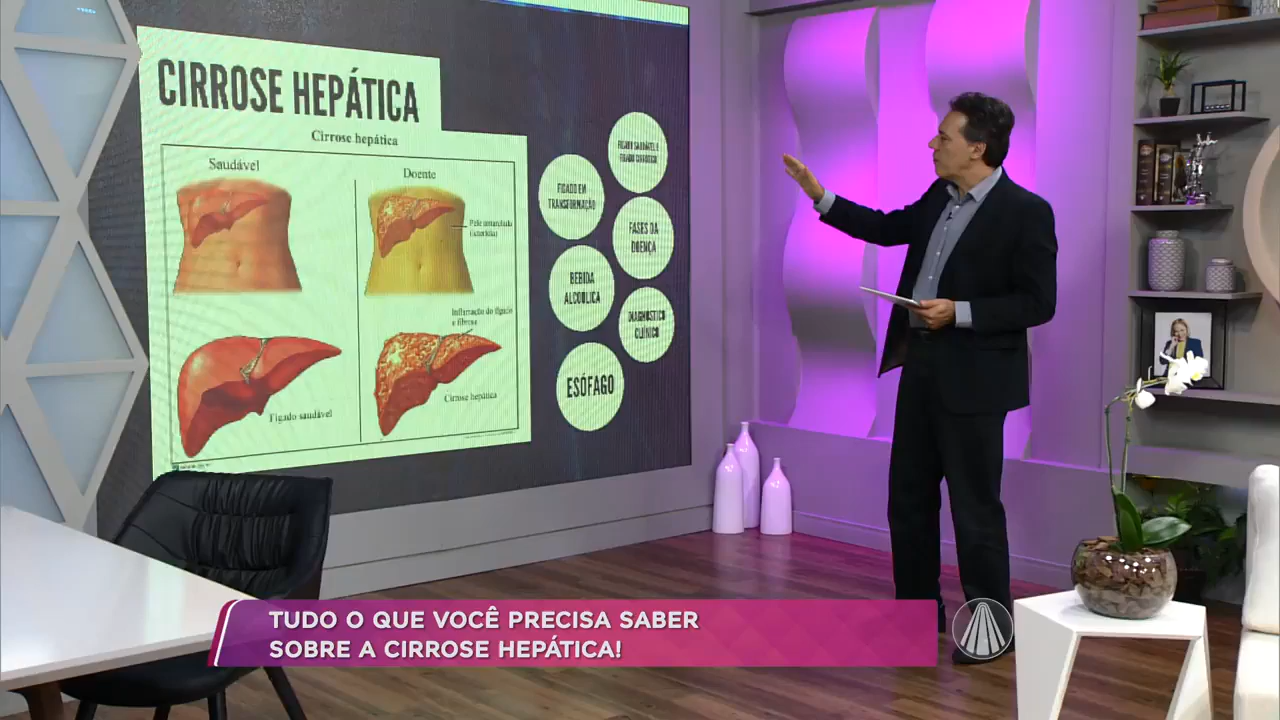 CIRROSE HEPÁTICA
Cirrose hepática
Saudável
Doente
Pele amarelada
(icterícia)
Inflamação do fígado
e fibrose
Fígado saudável
Cirrose hepática
FÍGADO SAUDÁVEL E
FÍGADO CIRRÓTICO
FIGADO EM
TRANSFORMAÇÃO
FASES DA
DOENÇA
BEBIDA
ALCOÓLICA
DIAGNÓSTICO
CLÍNICO
ESÓFAGO
TUDO O QUE VOCÊ PRECISA SABER
SOBRE A CIRROSE HEPÁTICA!